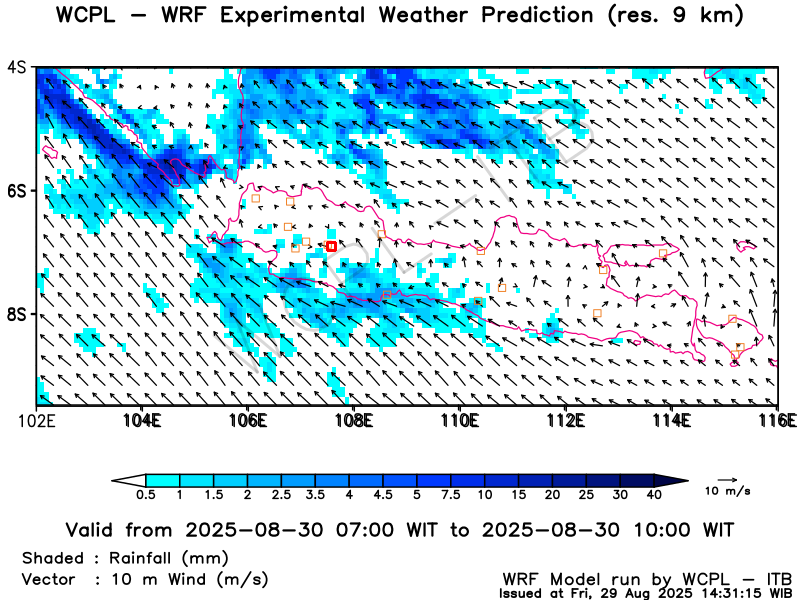 WCPL – WRF Experimental Weather Prediction (res. 9 km)
4S
6S
8S
102E 104E 106E 108E 110E 112E 114E 116E
0.5 1 1.5 2 2.5 3.5 4 4.5 5 7.5 10 15 20 25 30 40
10 m/s
Valid from 2025–08–30 07:00 WIT to 2025–08–30 10:00 WIT
Shaded : Rainfall (mm)
Vector : 10 m Wind (m/s)
WRF Model run by WCPL – ITB
Issued at Fri, 29 Aug 2025 14:31:15 WIB